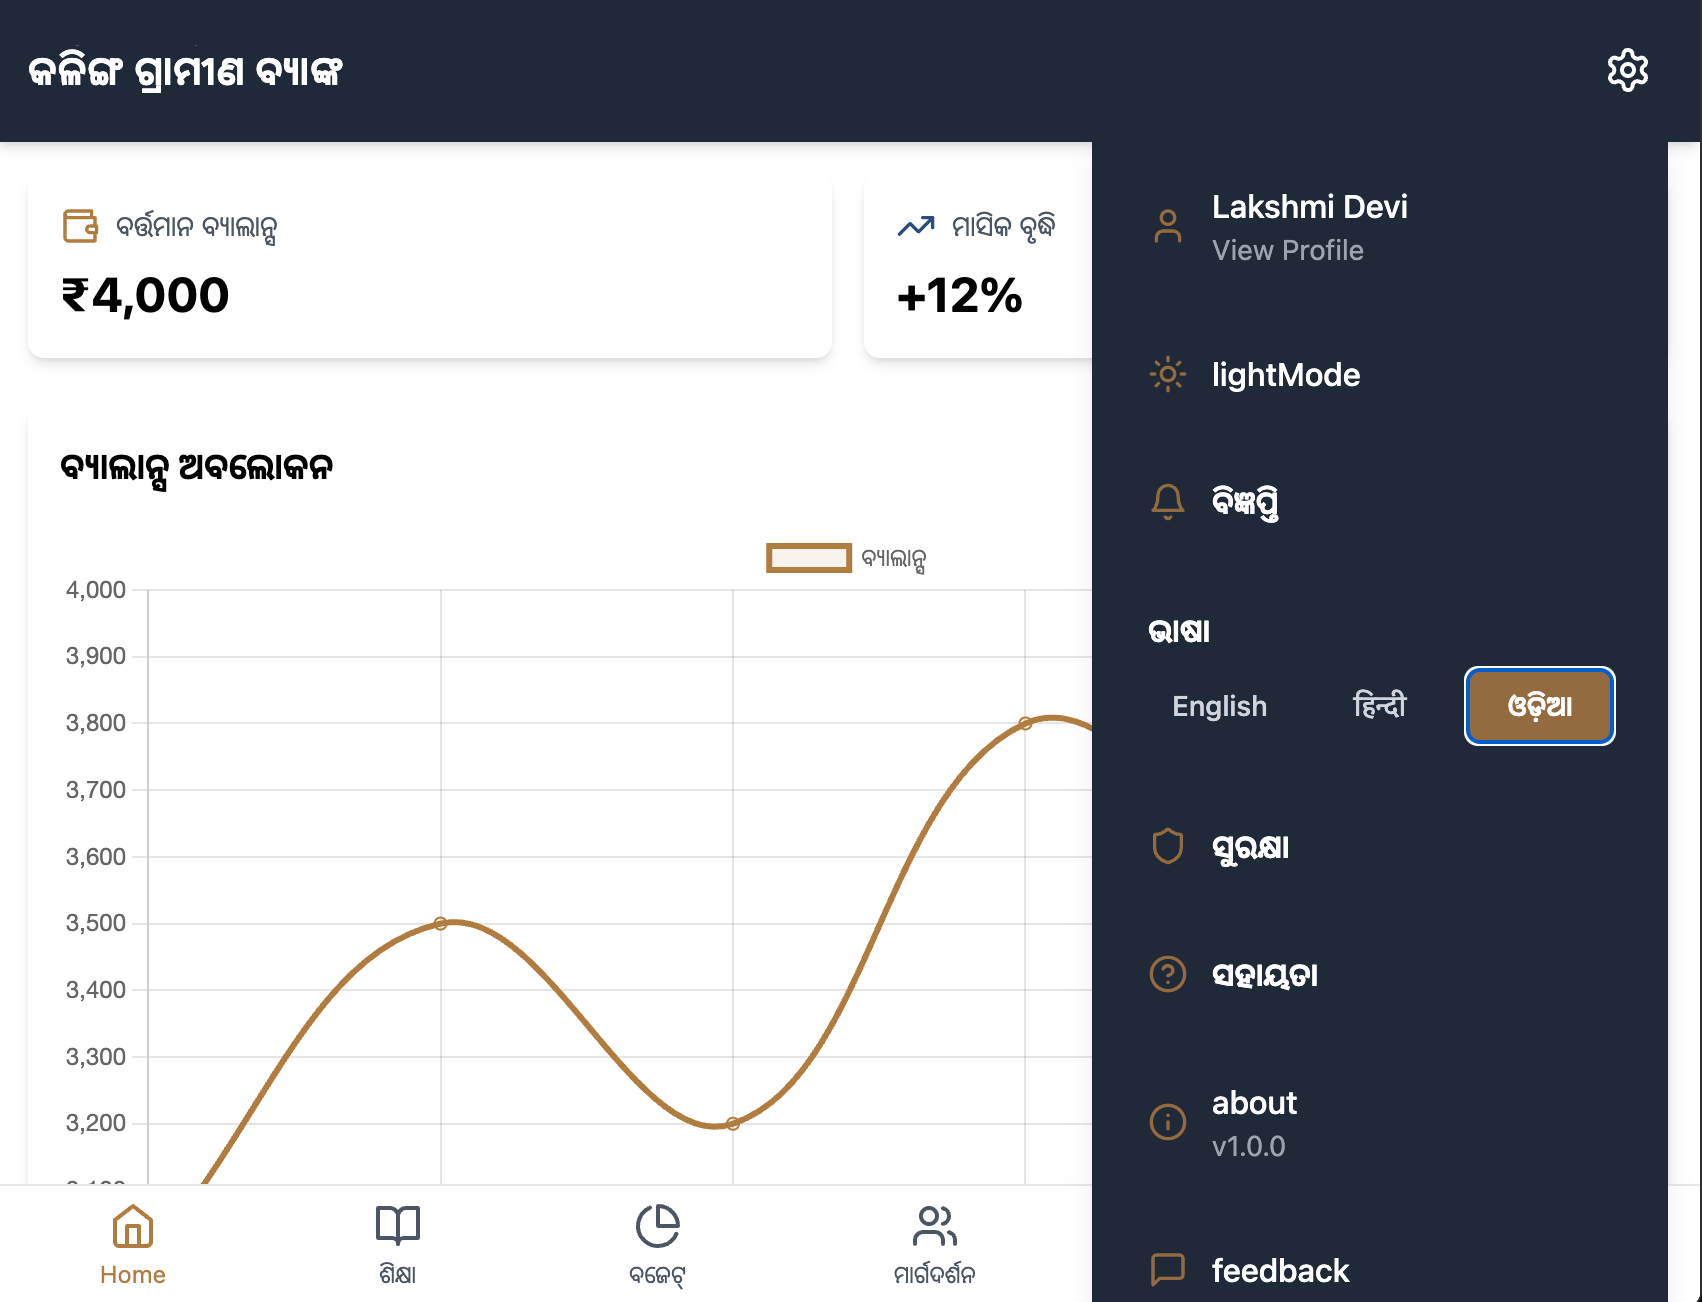 କଳିଙ୍ଗ ଗ୍ରାମୀଣ ବ୍ୟାଙ୍କ
ବର୍ତ୍ତମାନ ବ୍ୟାଲାନ୍ସ
₹4,000
ମାସିକ ବୃଦ୍ଧି
+12%
ବ୍ୟାଲାନ୍ସ ଅବଲୋକନ
ବ୍ୟାଲାନ୍ସ
4,000
3,900
3,800
3,700
3,600
3,500
3,400
3,300
3,200
Lakshmi Devi
View Profile
lightMode
ବିଜ୍ଞପ୍ତି
ଭାଷା
English हिन्दी ଓଡ଼ିଆ
ସୁରକ୍ଷା
ସହାୟତା
about
v1.0.0
feedback
Home ଶିକ୍ଷା ବଜେଟ୍ ମାର୍ଗଦର୍ଶନ